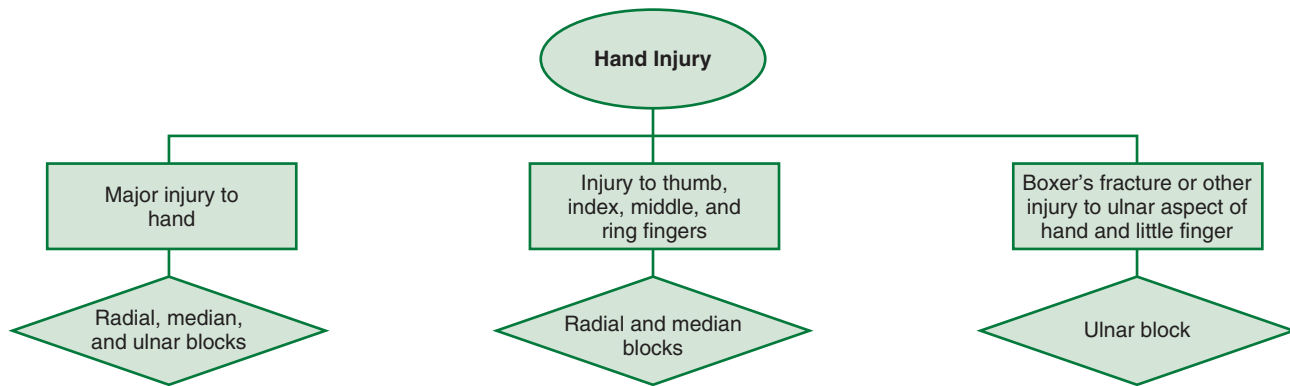 Hand Injury
Major injury to
hand
Injury to thumb,
index, middle, and
ring fingers
Boxer's fracture or other
injury to ulnar aspect of
hand and little finger
Radial, median,
and ulnar blocks
Radial and median
blocks
Ulnar block